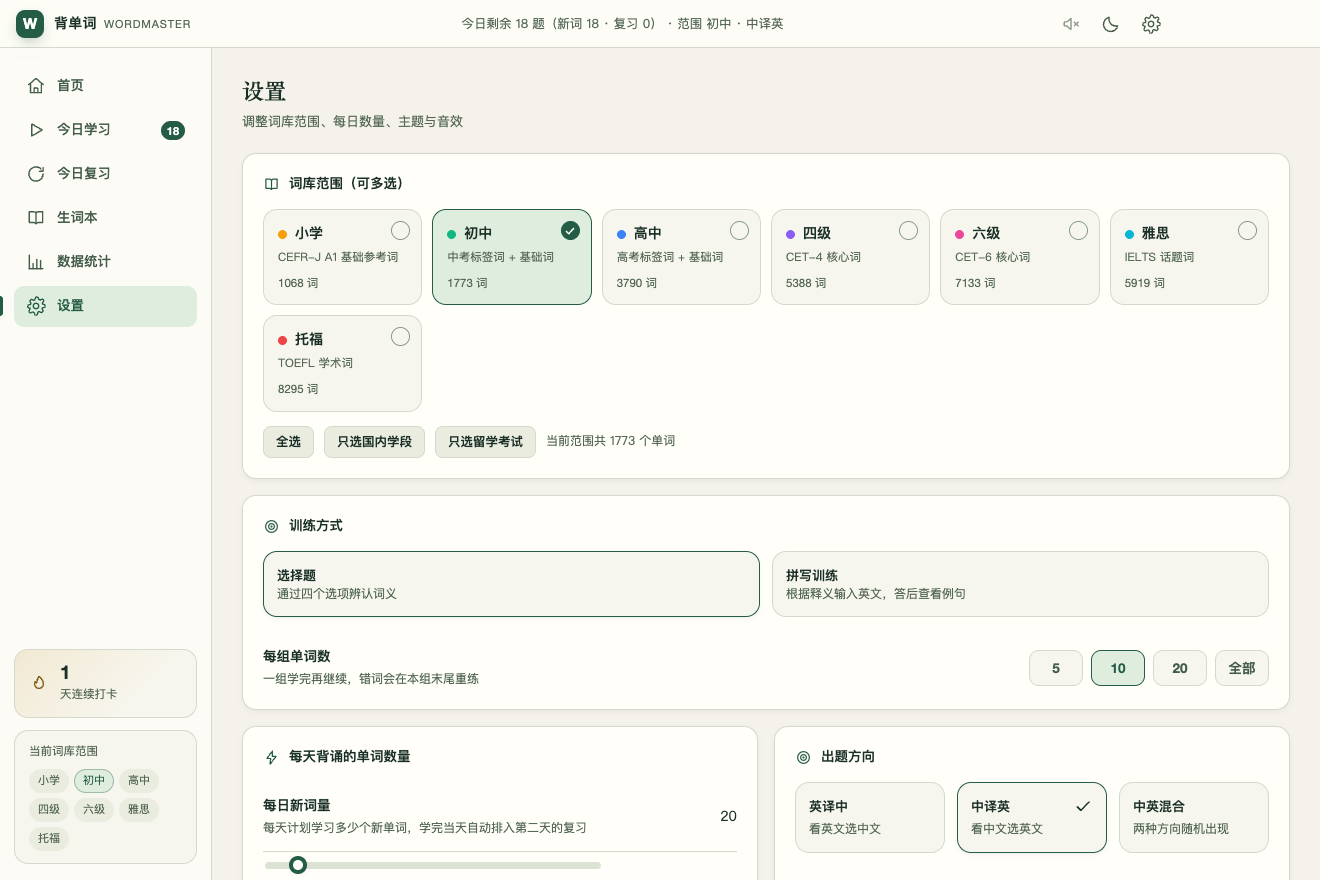 W 背单词 WORDMASTER
今日剩余 18 题（新词 18 · 复习 0） · 范围 初中 · 中译英
首页
今日学习 18
今日复习
生词本
数据统计
设置
1
天连续打卡
当前词库范围
小学 初中 高中
四级 六级 雅思
托福
设置
调整词库范围、每日数量、主题与音效
词库范围（可多选）
小学
CEFR-J A1 基础参考词
1068 词
初中
中考标签词 + 基础词
1773 词
高中
高考标签词 + 基础词
3790 词
四级
CET-4 核心词
5388 词
六级
CET-6 核心词
7133 词
雅思
IELTS 话题词
5919 词
托福
TOEFL 学术词
8295 词
全选 只选国内学段 只选留学考试 当前范围共 1773 个单词
训练方式
选择题
通过四个选项辨认词义
拼写训练
根据释义输入英文，答后查看例句
每组单词数
一组学完再继续，错词会在本组末尾重练
5 10 20 全部
每天背诵的单词数量
每日新词量
每天计划学习多少个新单词，学完当天自动排入第二天的复习
20
出题方向
英译中
看英文选中文
中译英
看中文选英文
中英混合
两种方向随机出现